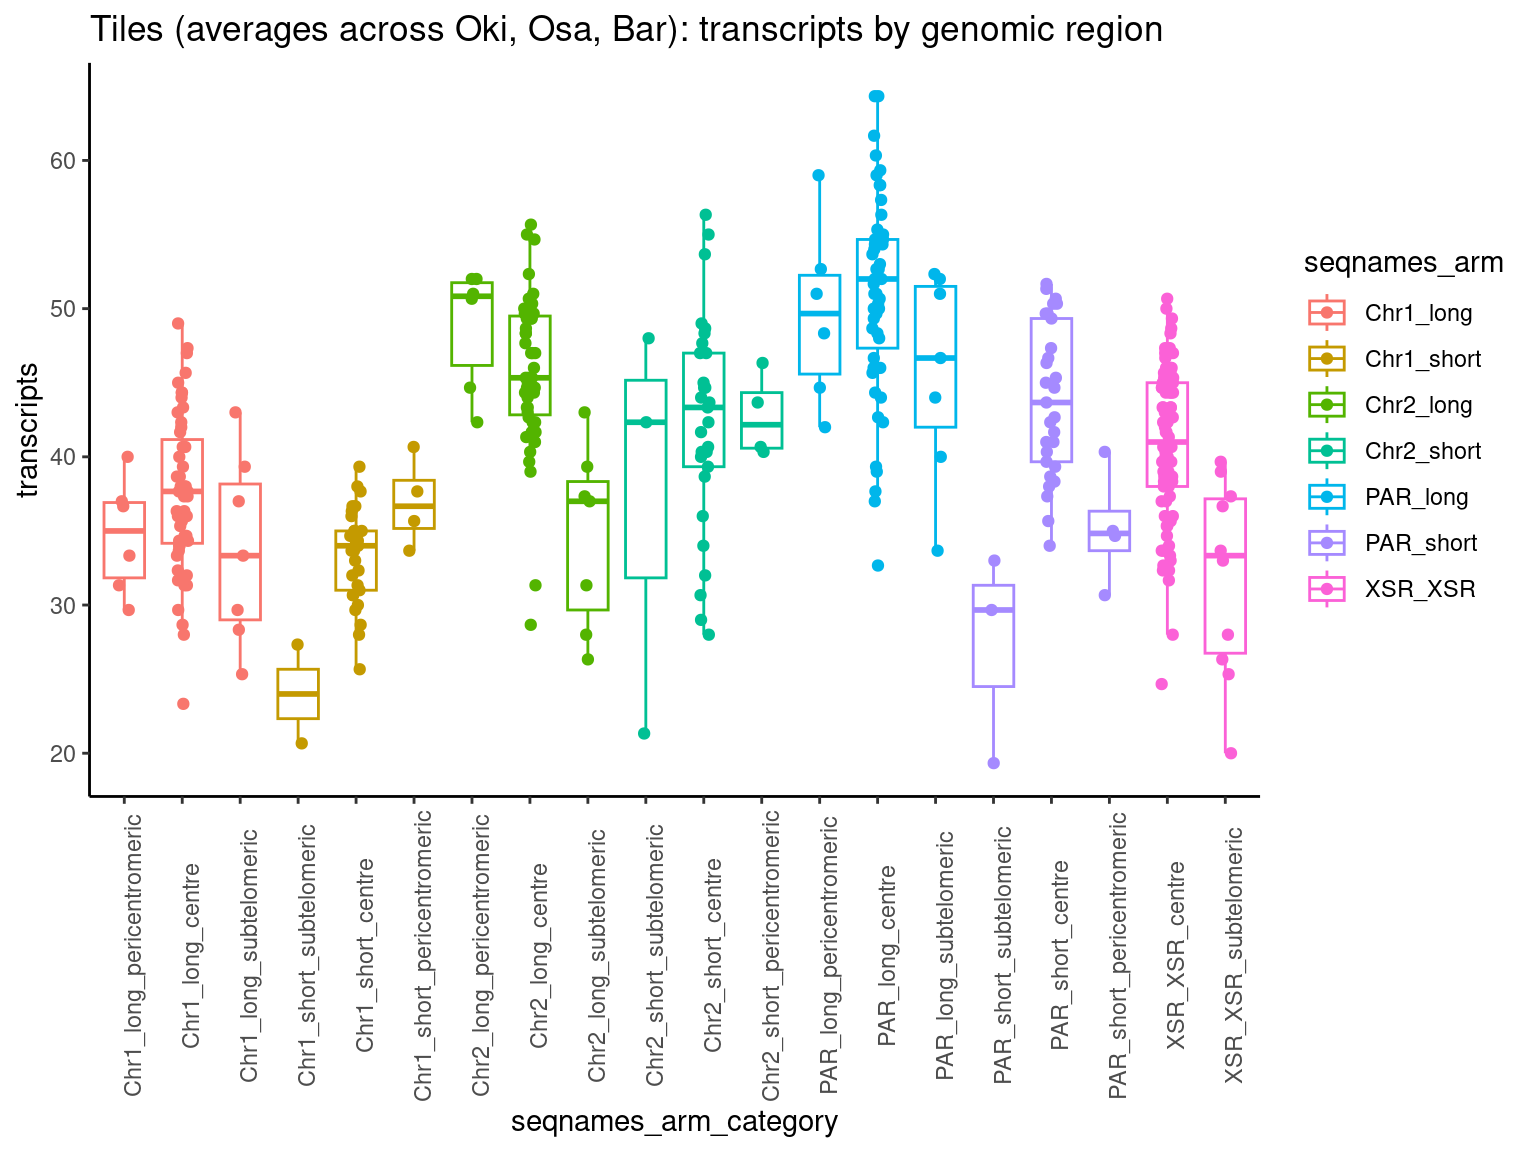 Tiles (averages across Oki, Osa, Bar): transcripts by genomic region
transcripts
60
50
40
30
20
Chr1_long_pericentromeric
Chr1_long_centre
Chr1_long_subtelomeric
Chr1_short_subtelomeric
Chr1_short_centre
Chr1_short_pericentromeric
Chr2_long_pericentromeric
Chr2_long_centre
Chr2_long_subtelomeric
Chr2_short_subtelomeric
Chr2_short_centre
Chr2_short_pericentromeric
PAR_long_pericentromeric
PAR_long_centre
PAR_long_subtelomeric
PAR_short_subtelomeric
PAR_short_centre
PAR_short_pericentromeric
XSR_XSR_centre
XSR_XSR_subtelomeric
seqnames_arm_category
seqnames_arm
Chr1_long
Chr1_short
Chr2_long
Chr2_short
PAR_long
PAR_short
XSR_XSR